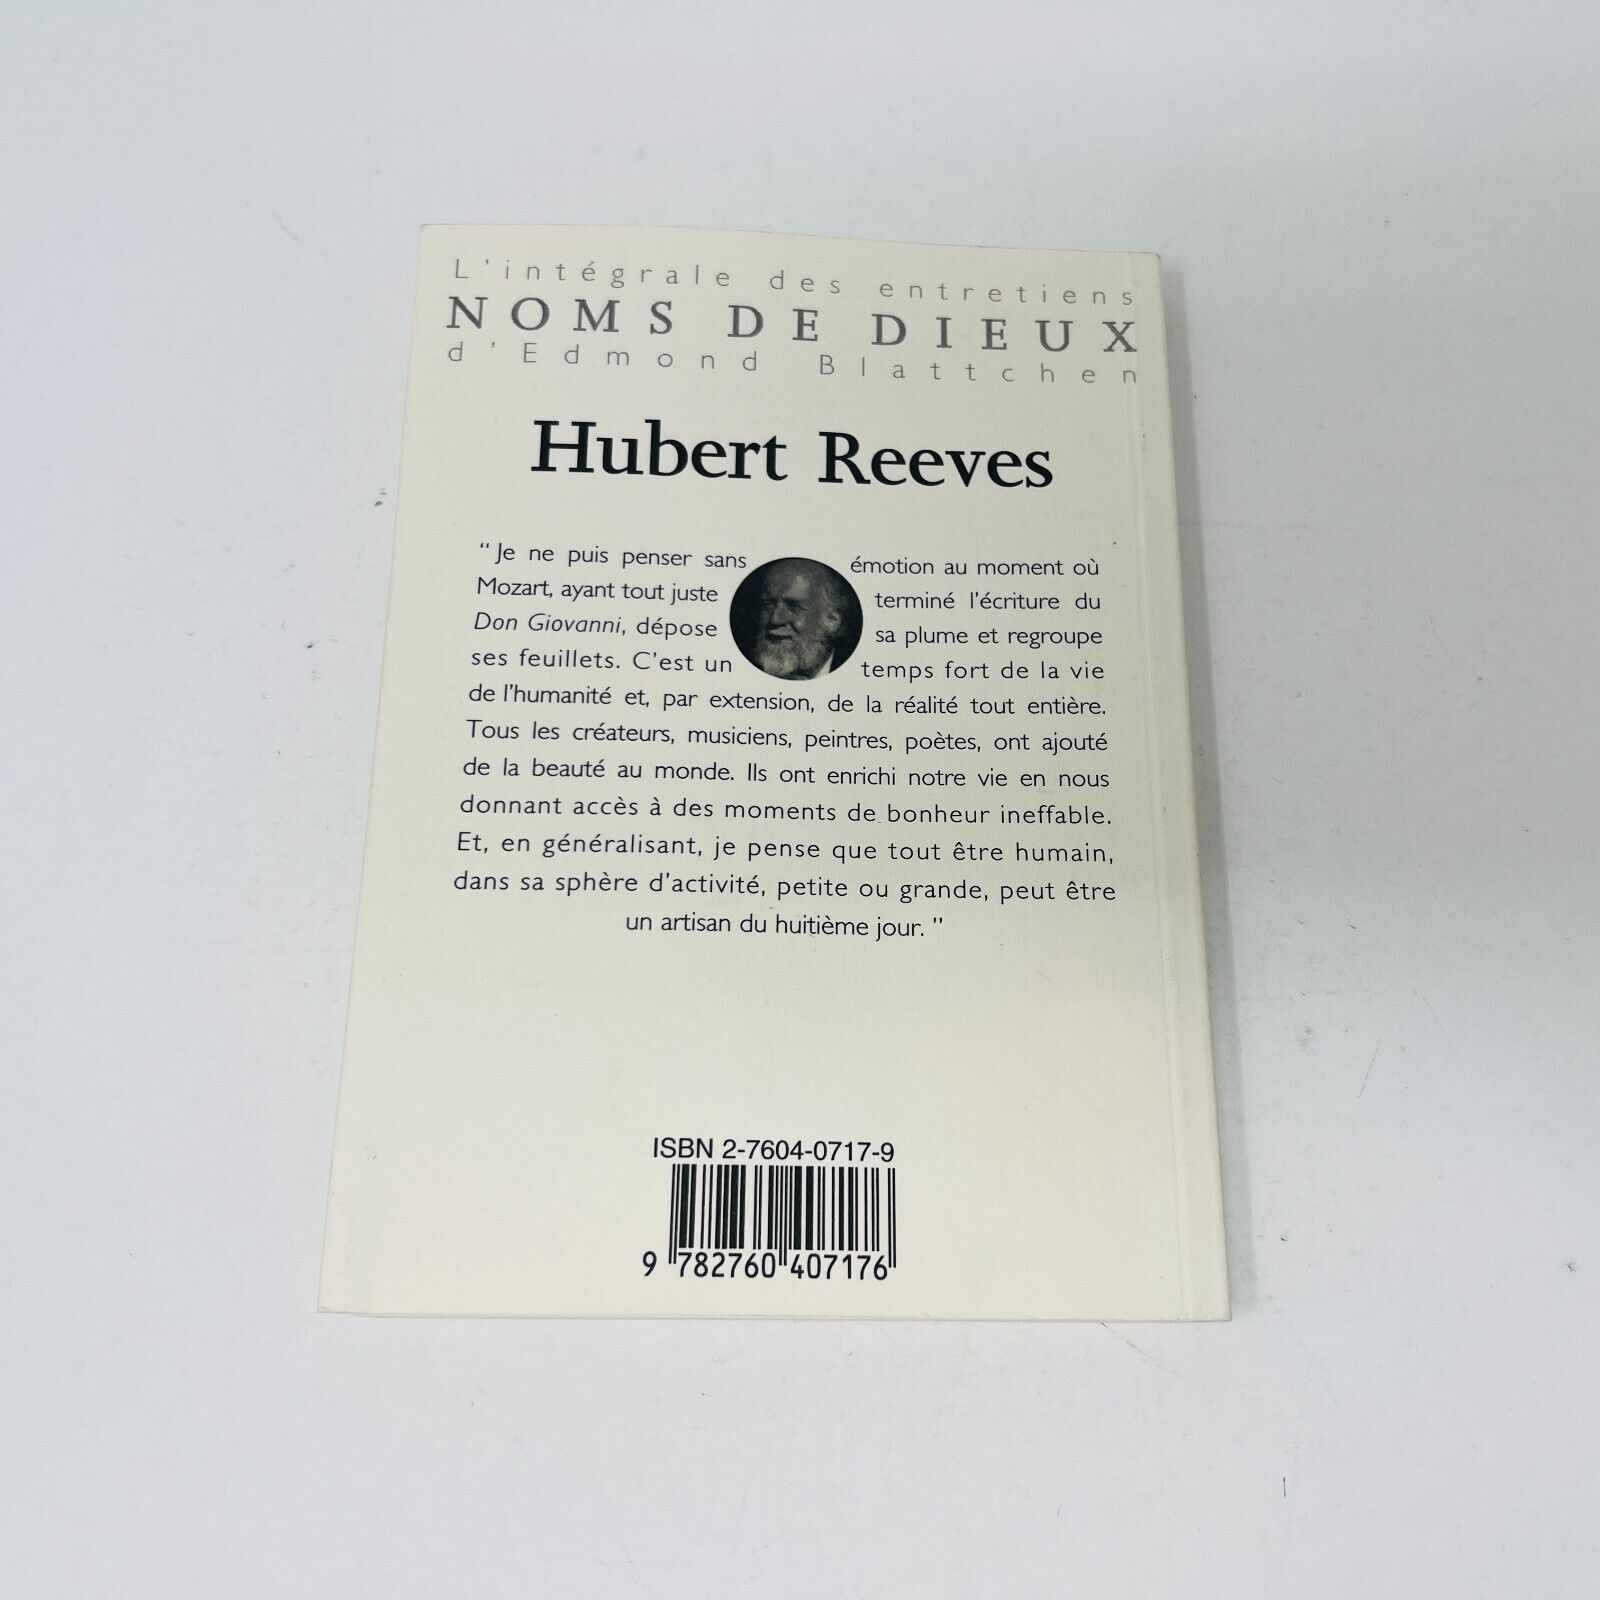 L'intégrale des entretiens
NOMS DE DIEUX
d'Edmond Blattchen
Hubert Reeves
" Je ne puis penser sans émotion au moment où
Mozart, ayant tout juste terminé l'écriture du
Don Giovanni, dépose sa plume et regroupe
ses feuillets. C'est un temps fort de la vie
de l'humanité et, par extension, de la réalité tout entière.
Tous les créateurs, musiciens, peintres, poètes, ont ajouté
de la beauté au monde. Ils ont enrichi notre vie en nous
donnant accès à des moments de bonheur ineffable.
Et, en généralisant, je pense que tout être humain,
dans sa sphère d'activité, petite ou grande, peut être
un artisan du huitième jour. "
ISBN 2-7604-0717-9
9 782760 407176